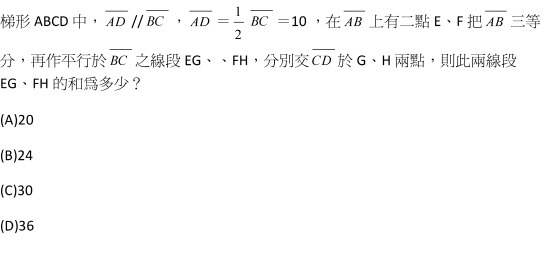 梯形 ABCD 中，$\overline{AD}$ // $\overline{BC}$ ，$\overline{AD}$ = $\frac{1}{2}$ $\overline{BC}$ =10 ，在 $\overline{AB}$ 上有二點 E、F 把 $\overline{AB}$ 三等
分，再作平行於 $\overline{BC}$ 之線段 EG、、FH，分別交 $\overline{CD}$ 於 G、H 兩點，則此兩線段
EG、FH 的和爲多少？
(A)20
(B)24
(C)30
(D)36